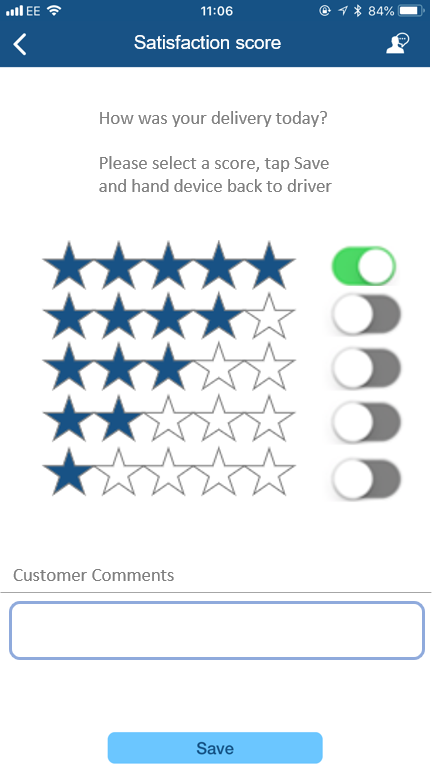 EE 11:06 84%
Satisfaction score
How was your delivery today?
Please select a score, tap Save
and hand device back to driver
Customer Comments
Save